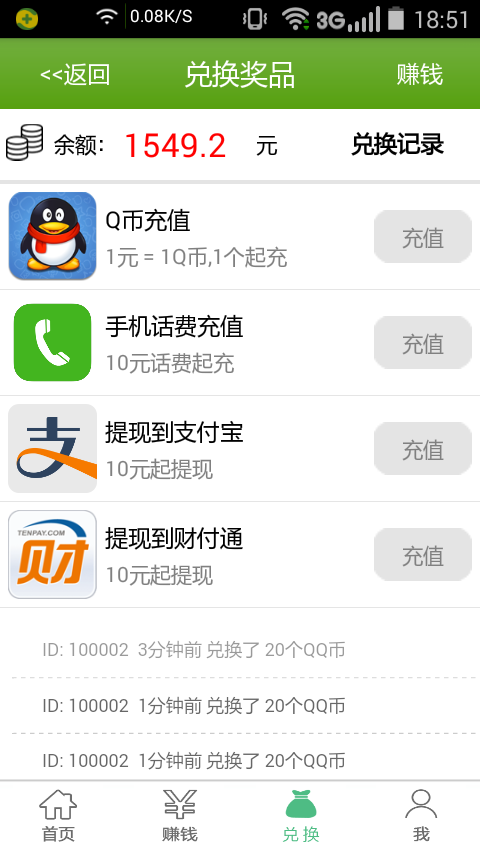 0.08K/S 3G 18:51
<<返回 兑换奖品 赚钱
余额： 1549.2 元 兑换记录
Q币充值
1元 = 1Q币,1个起充 充值
手机话费充值
10元话费起充 充值
支
提现到支付宝
10元起提现 充值
TENPAY.COM
财
提现到财付通
10元起提现 充值
ID: 100002 3分钟前 兑换了 20个QQ币
ID: 100002 1分钟前 兑换了 20个QQ币
ID: 100002 1分钟前 兑换了 20个QQ币
首页 赚钱 兑换 我